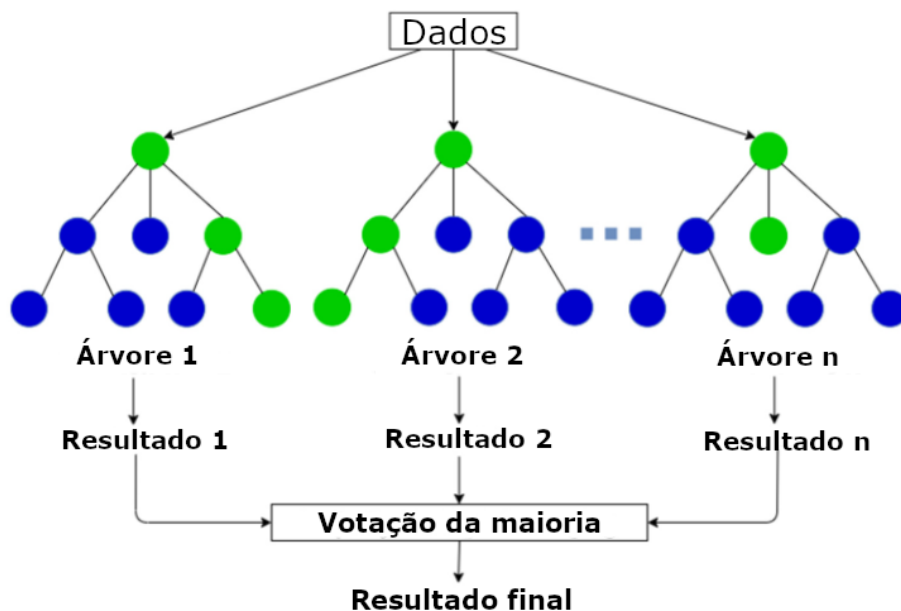 Dados
Árvore 1
Árvore 2
Árvore n
Resultado 1
Resultado 2
Resultado n
Votação da maioria
Resultado final